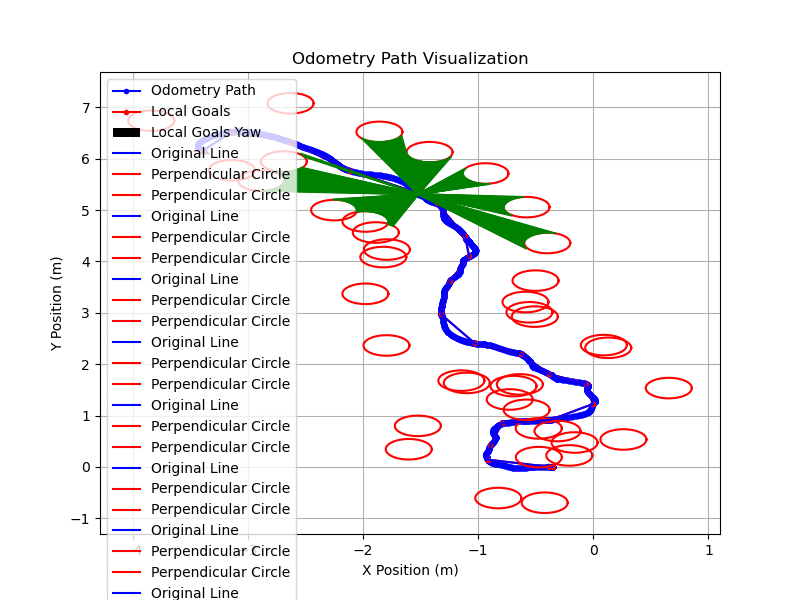 Odometry Path Visualization
Y Position (m)
7
6
5
4
3
2
1
0
−1
Odometry Path
Local Goals
Local Goals Yaw
Original Line
Perpendicular Circle
Perpendicular Circle
Original Line
Perpendicular Circle
Perpendicular Circle
Original Line
Perpendicular Circle
Perpendicular Circle
Original Line
Perpendicular Circle
Perpendicular Circle
Original Line
Perpendicular Circle
Perpendicular Circle
Original Line
Perpendicular Circle
Perpendicular Circle
Original Line
Perpendicular Circle
Perpendicular Circle
Original Line
−2 −1 0 1
X Position (m)